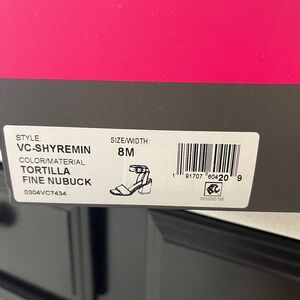 STYLE:
VC-SHYREMIN
SIZE/WIDTH:
8M
COLOR/MATERIAL:
TORTILLA
FINE NUBUCK
0304VC7434
1 91707 60420 9